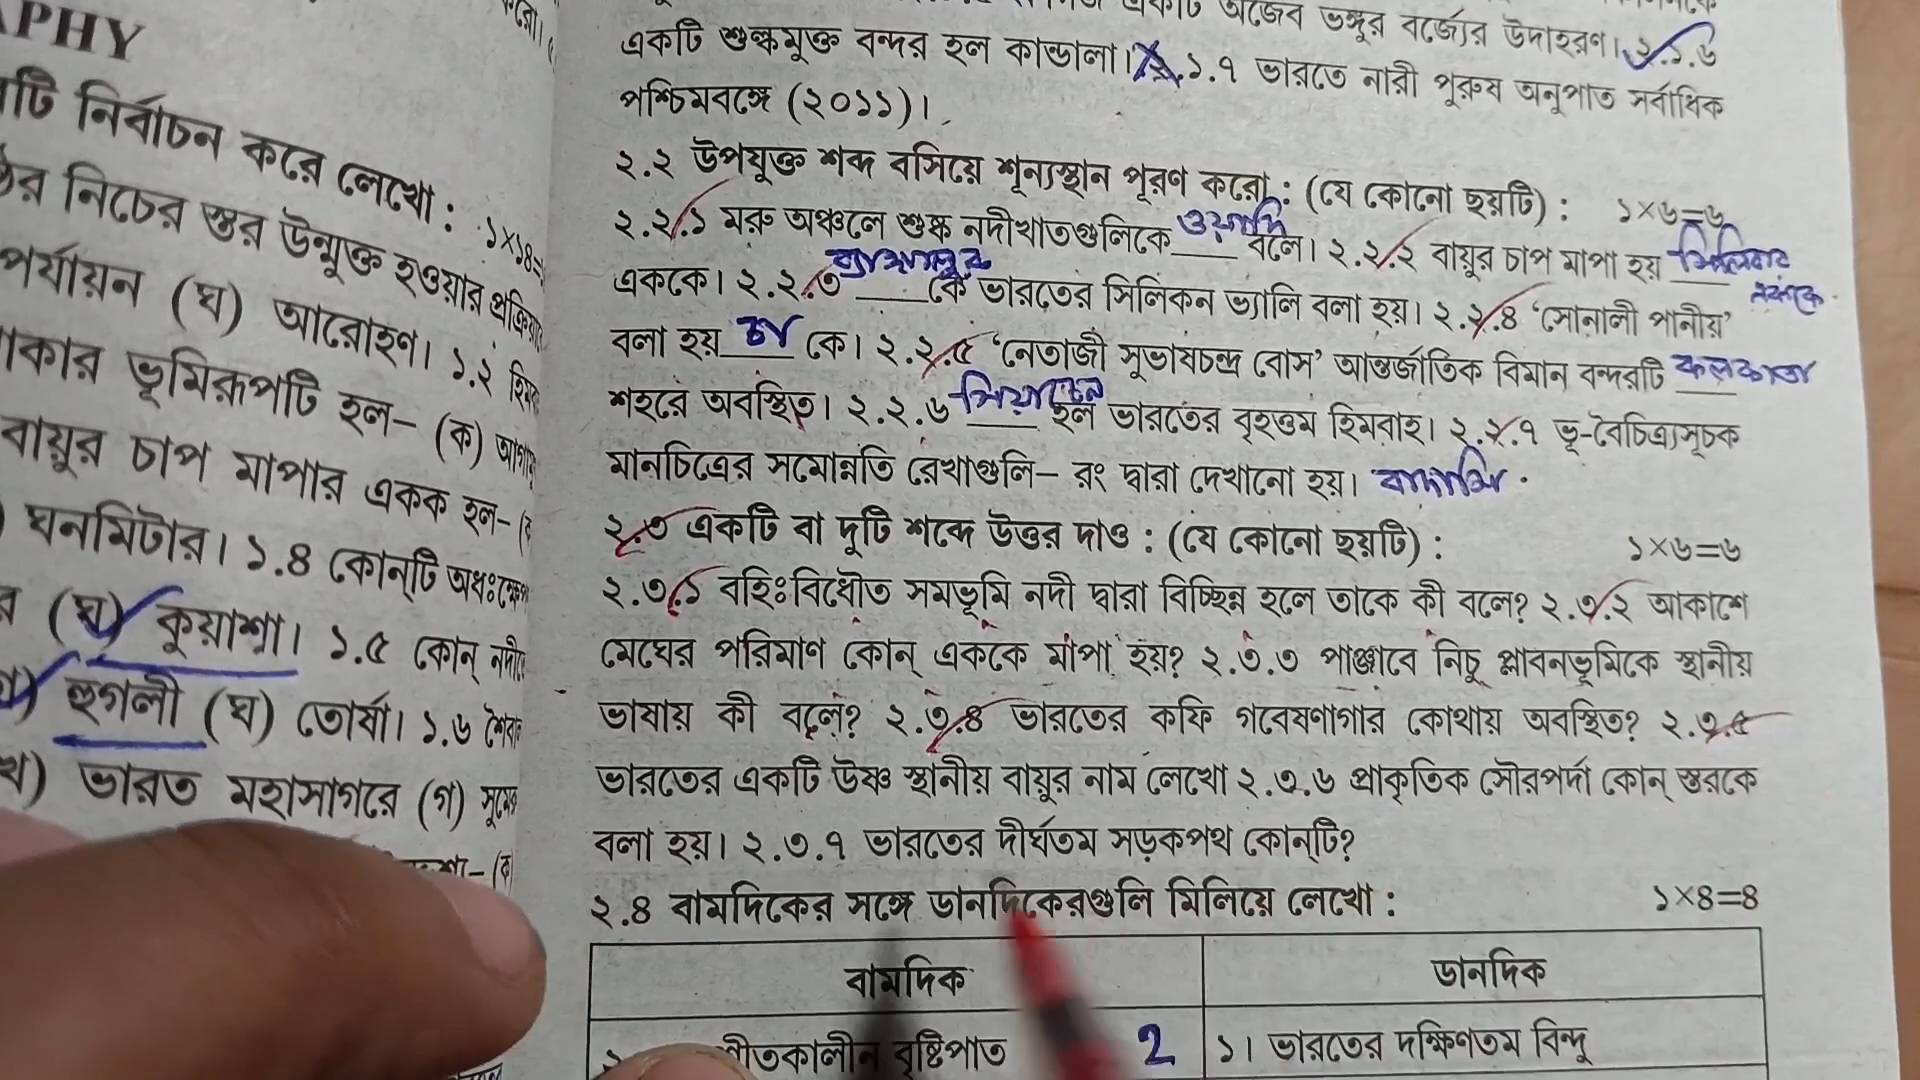 PHY
টি নির্বাচন করে লেখো : ১×১৪=
নিচের স্তর উন্মুক্ত হওয়ার
পর্যায়ন (ঘ) আরোহণ। ১.২
ভূমিরূপটি হল– (ক)
বায়ুর চাপ মাপার একক হল–
ঘনমিটার। ১.৪ কোন্‌টি
(ঘ) কুয়াশা। ১.৫ কোন্ নদী
হুগলী (ঘ) তোর্ষা। ১.৬
খ) ভারত মহাসাগরে (গ)
একটি অজৈব ভঙ্গুর বর্জ্যের উদাহরণ। ২.১.৬
একটি শুল্কমুক্ত বন্দর হল কান্ডালা। ২.১.৭ ভারতে নারী পুরুষ অনুপাত সর্বাধিক
পশ্চিমবঙ্গে (২০১১)।
২.২ উপযুক্ত শব্দ বসিয়ে শূন্যস্থান পূরণ করো : (যে কোনো ছয়টি) : ১×৬=৬
২.২.১ মরু অঞ্চলে শুষ্ক নদীখাতগুলিকে ওয়াদি বলে। ২.২.২ বায়ুর চাপ মাপা হয় মিলিবার
এককে। ২.২.৩ ____কে ভারতের সিলিকন ভ্যালি বলা হয়। ২.২.৪ ‘সোনালী পানীয়’
বলা হয় চা কে। ২.২.৫ ‘নেতাজী সুভাষচন্দ্র বোস’ আন্তর্জাতিক বিমান বন্দরটি কলকাতা
শহরে অবস্থিত। ২.২.৬ সিয়াচেন হল ভারতের বৃহত্তম হিমবাহ। ২.২.৭ ভূ-বৈচিত্র্যসূচক
মানচিত্রের সমোন্নতি রেখাগুলি– রং দ্বারা দেখানো হয়। বাদামি .
২.৩ একটি বা দুটি শব্দে উত্তর দাও : (যে কোনো ছয়টি) : ১×৬=৬
২.৩.১ বহিঃবিধৌত সমভূমি নদী দ্বারা বিচ্ছিন্ন হলে তাকে কী বলে? ২.৩.২ আকাশে
মেঘের পরিমাণ কোন্ এককে মাপা হয়? ২.৩.৩ পাঞ্জাবে নিচু প্লাবনভূমিকে স্থানীয়
ভাষায় কী বলে? ২.৩.৪ ভারতের কফি গবেষণাগার কোথায় অবস্থিত? ২.৩.৫
ভারতের একটি উষ্ণ স্থানীয় বায়ুর নাম লেখো ২.৩.৬ প্রাকৃতিক সৌরপর্দা কোন্ স্তরকে
বলা হয়। ২.৩.৭ ভারতের দীর্ঘতম সড়কপথ কোন্‌টি?
২.৪ বামদিকের সঙ্গে ডানদিকেরগুলি মিলিয়ে লেখো : ১×৪=৪
বামদিক ডানদিক
শীতকালীন বৃষ্টিপাত 2 ১। ভারতের দক্ষিণতম বিন্দু